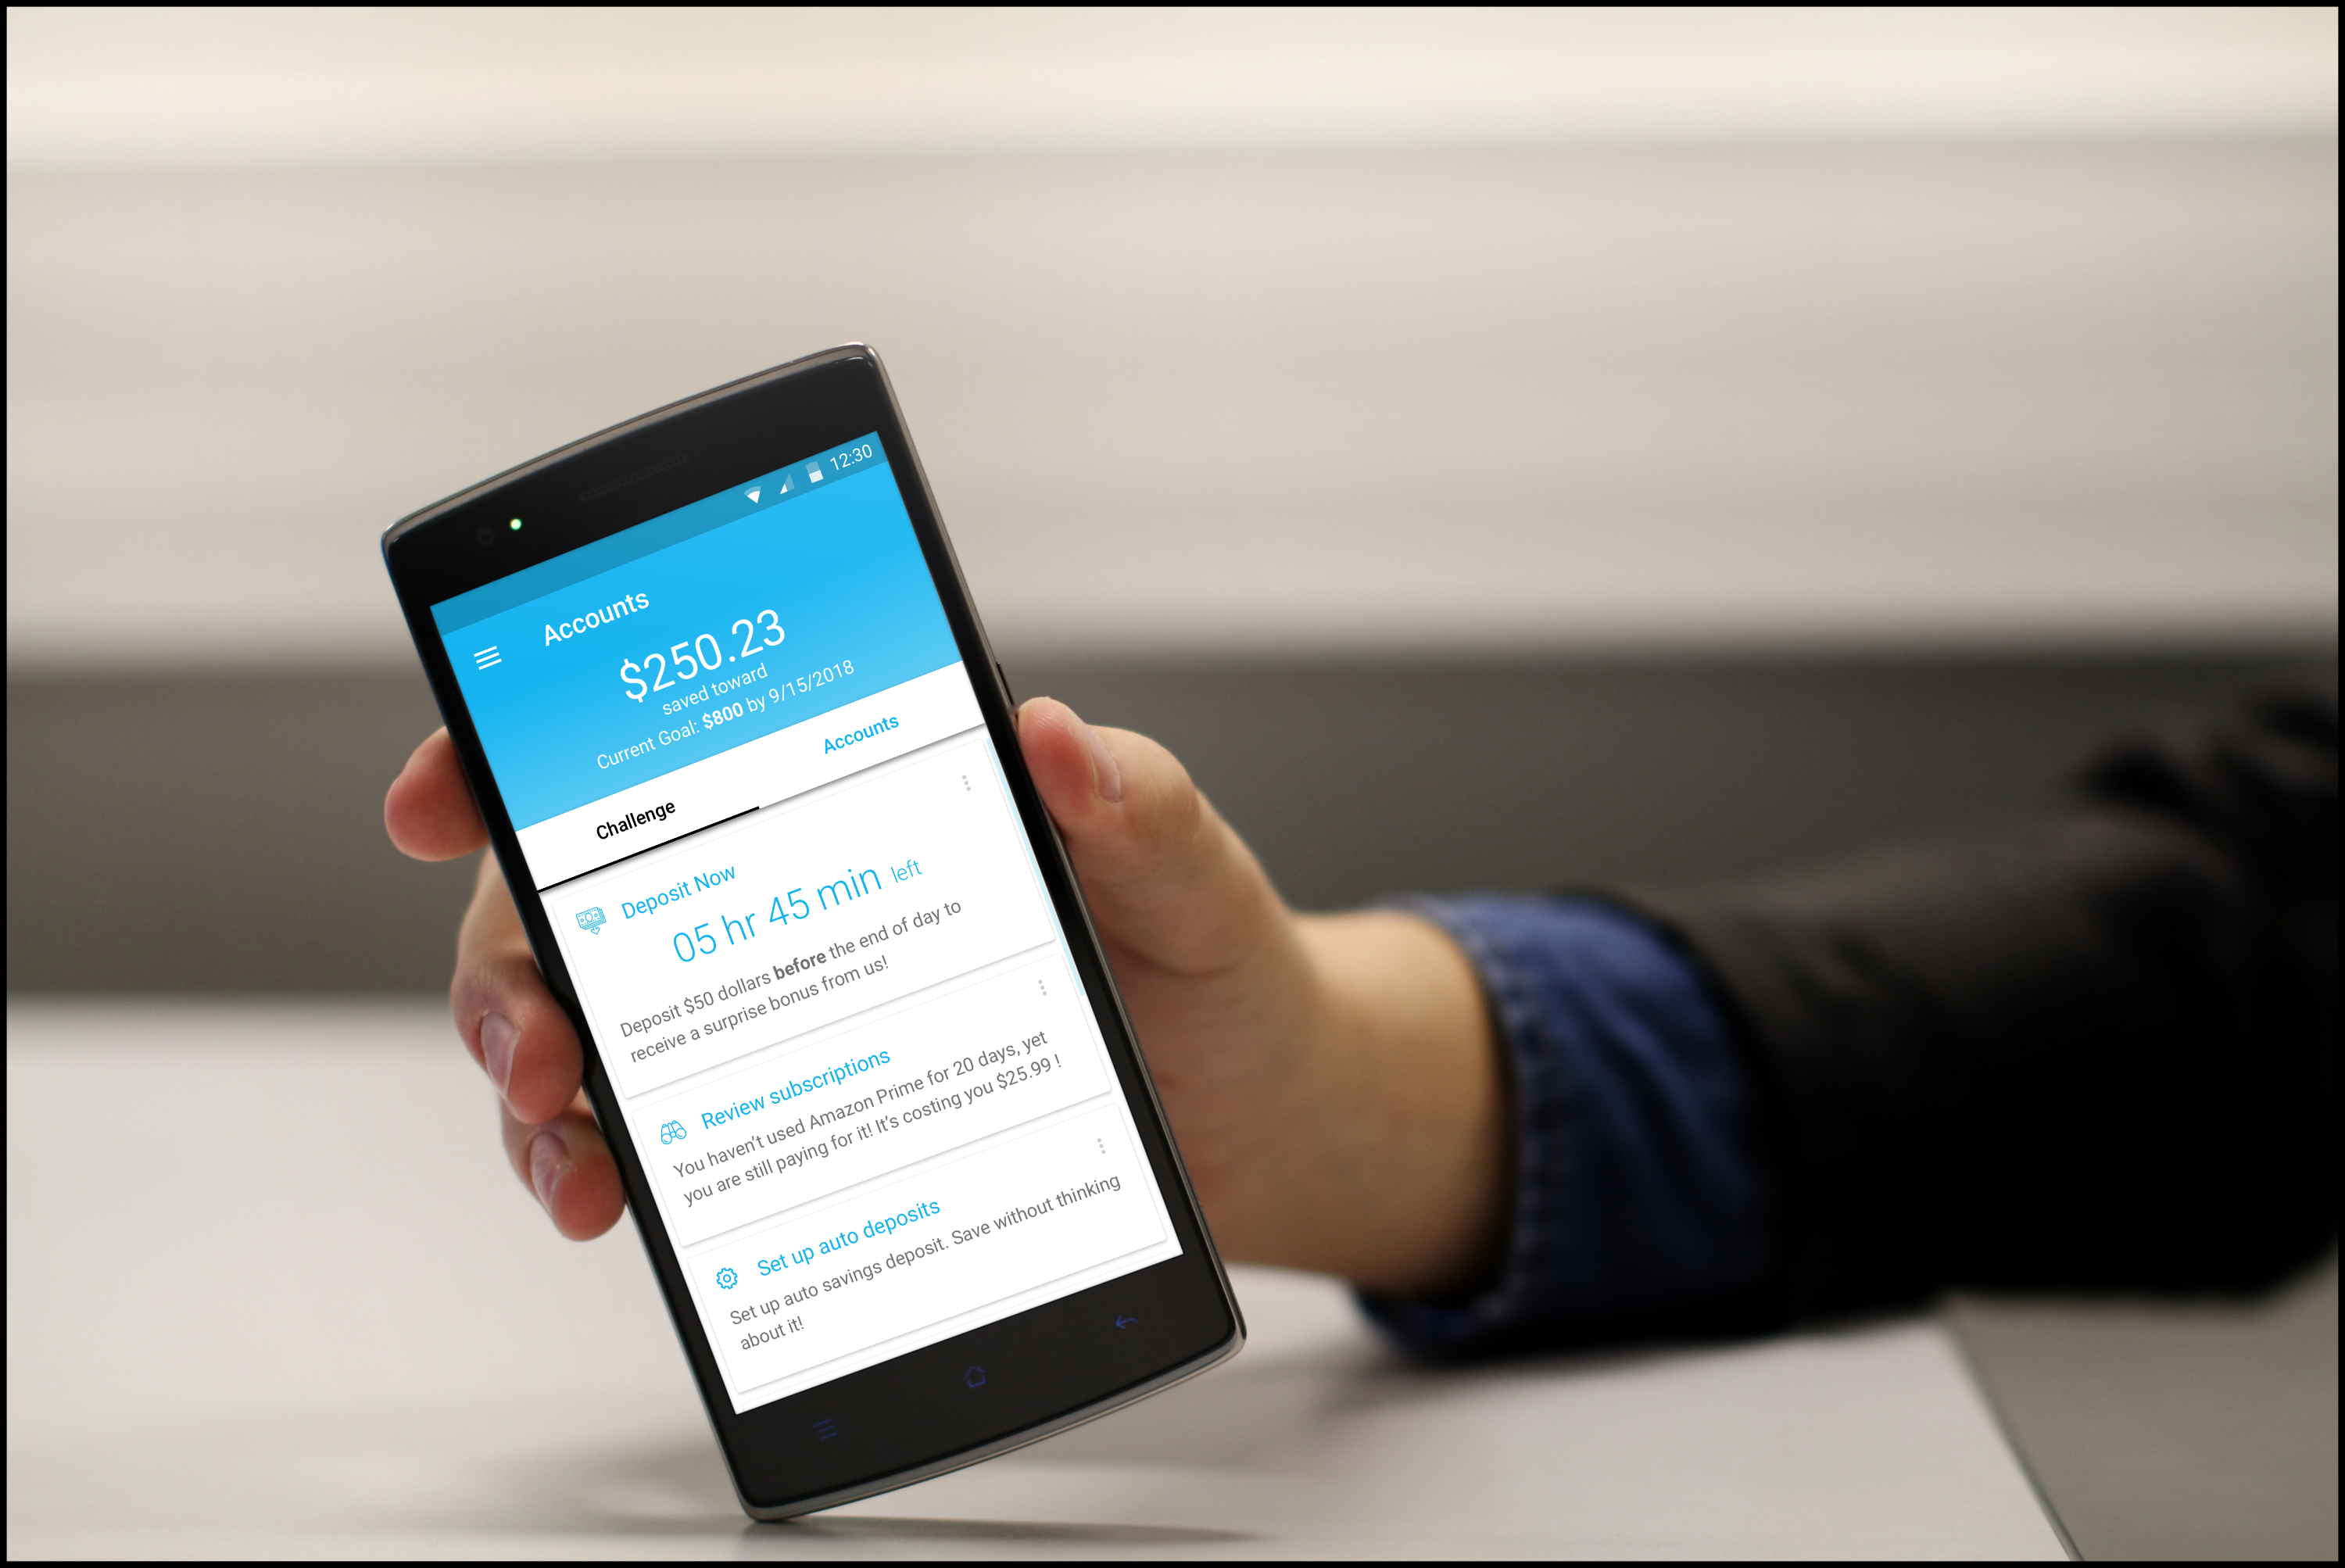 12:30
Accounts
$250.23
saved toward
Current Goal: $800 by 9/15/2018
Challenge
Accounts
Deposit Now
05 hr 45 min left
Deposit $50 dollars before the end of day to
receive a surprise bonus from us!
Review subscriptions
You haven't used Amazon Prime for 20 days, yet
you are still paying for it! It's costing you $25.99 !
Set up auto deposits
Set up auto savings deposit. Save without thinking
about it!